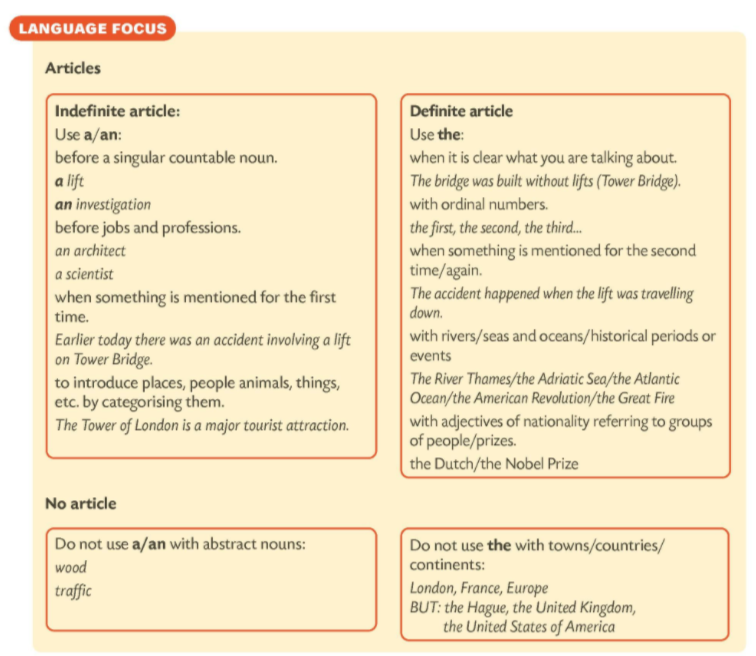 LANGUAGE FOCUS
Articles
Indefinite article:
Use a/an:
before a singular countable noun.
a lift
an investigation
before jobs and professions.
an architect
a scientist
when something is mentioned for the first
time.
Earlier today there was an accident involving a lift
on Tower Bridge.
to introduce places, people animals, things,
etc. by categorising them.
The Tower of London is a major tourist attraction.
Definite article
Use the:
when it is clear what you are talking about.
The bridge was built without lifts (Tower Bridge).
with ordinal numbers.
the first, the second, the third...
when something is mentioned for the second
time/again.
The accident happened when the lift was travelling
down.
with rivers/seas and oceans/historical periods or
events
The River Thames/the Adriatic Sea/the Atlantic
Ocean/the American Revolution/the Great Fire
with adjectives of nationality referring to groups
of people/prizes.
the Dutch/the Nobel Prize
No article
Do not use a/an with abstract nouns:
wood
traffic
Do not use the with towns/countries/
continents:
London, France, Europe
BUT: the Hague, the United Kingdom,
the United States of America